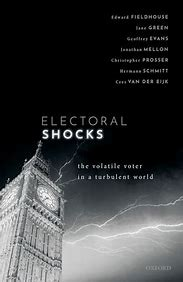 Edward FIELDHOUSE
Jane GREEN
Geoffrey EVANS
Jonathan MELLON
Christopher PROSSER
Hermann SCHMITT
Cees VAN DER EIJK
ELECTORAL
SHOCKS
the volatile voter
in a turbulent world
OXFORD